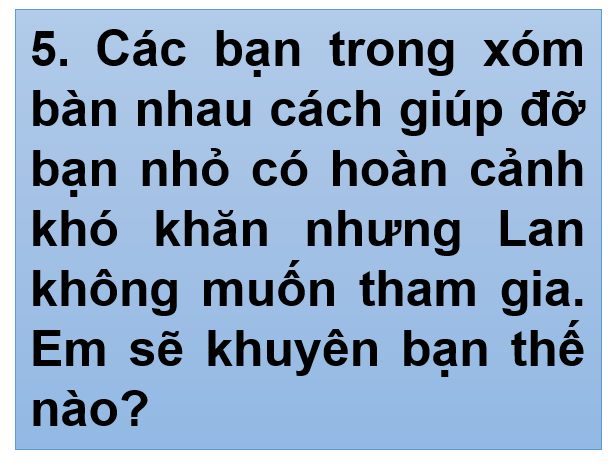 5. Các bạn trong xóm
bàn nhau cách giúp đỡ
bạn nhỏ có hoàn cảnh
khó khăn nhưng Lan
không muốn tham gia.
Em sẽ khuyên bạn thế
nào?